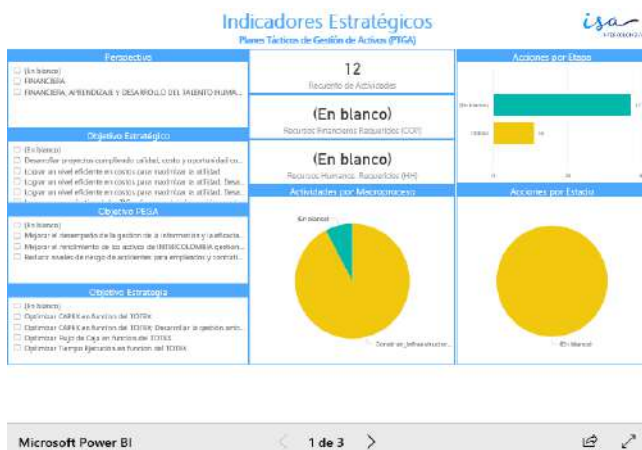 Indicadores Estratégicos
Planes Tácticos de Gestión de Activos (PTGA)
isa
INTERCOLOMBIA
Perspectiva
(En blanco)
FINANCIERA
FINANCIERA, APRENDIZAJE Y DESARROLLO DEL TALENTO HUMA...
Objetivo Estratégico
(En blanco)
Desarrollar proyectos cumpliendo calidad, costo y oportunidad co...
Lograr un nivel eficiente en costos para maximizar la utilidad
Lograr un nivel eficiente en costos para maximizar la utilidad; Desa...
Lograr un nivel eficiente en costos para maximizar la utilidad; Desa...
Objetivo PEGA
(En blanco)
Mejorar el desempeño de la gestión de la información y la eficacia...
Mejorar el rendimiento de los activos de INTERCOLOMBIA gestion...
Reducir niveles de riesgo de accidentes para empleados y contrati...
Objetivo Estrategia
(En blanco)
Optimizar CAPEX en función del TOTEX
Optimizar CAPEX en función del TOTEX; Desarrollar la gestión
Optimizar Flujo de Caja en función del TOTEX
Optimizar Tiempo Ejecución en función del TOTEX
12
Recuento de Actividades
(En blanco)
Recursos Financieros Requeridos (COP)
(En blanco)
Recursos Humanos Requeridos (HH)
Actividades por Macroproceso
En blanco
Construir_Infraestructur...
Acciones por Etapa
(En blanco)
0
Acciones por Estado
(En blanco)
Microsoft Power BI
1 de 3